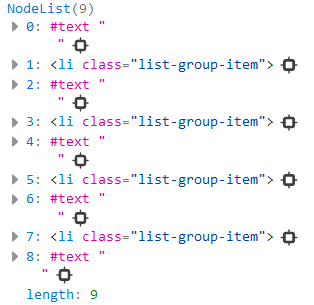 NodeList(9)
0: #text "
"
1: <li class="list-group-item">
2: #text "
"
3: <li class="list-group-item">
4: #text "
"
5: <li class="list-group-item">
6: #text "
"
7: <li class="list-group-item">
8: #text "
"
length: 9